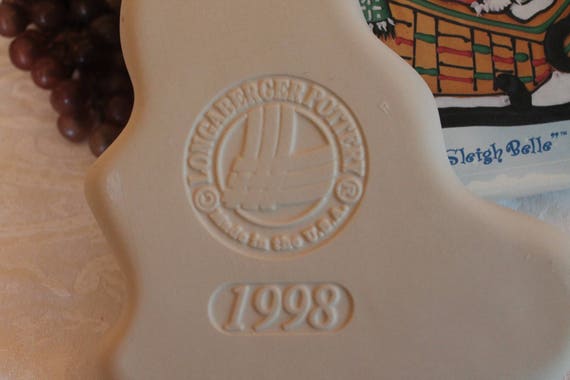 LONGABERGER POTTERY ®
© Made in the U.S.A.
1998
Sleigh Belle"™